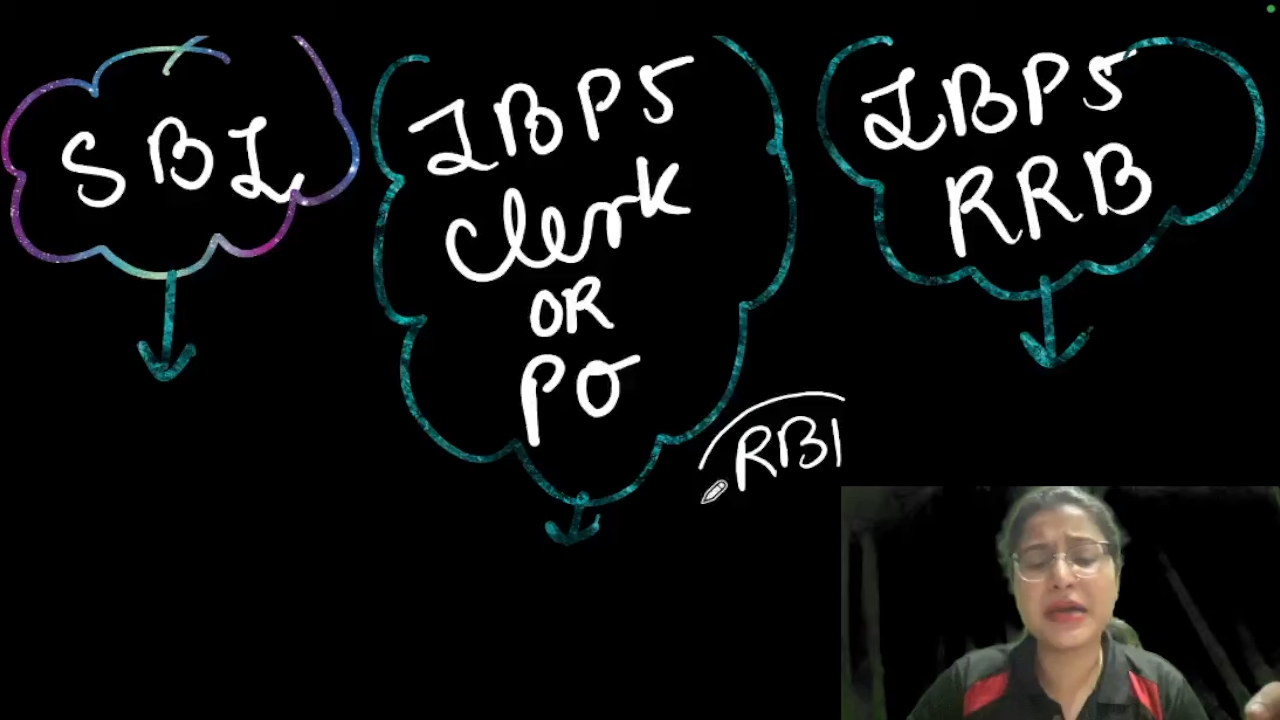 SBI
IBPS
Clerk
OR
PO
IBPS
RRB
RBI